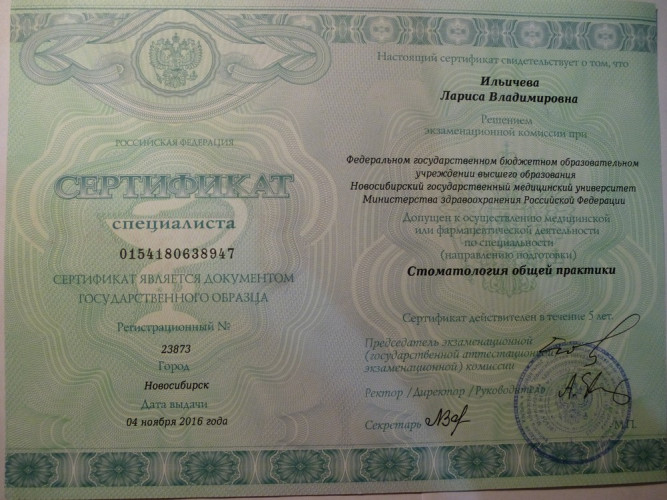 РОССИЙСКАЯ ФЕДЕРАЦИЯ
СЕРТИФИКАТ
специалиста
0154180638947
СЕРТИФИКАТ ЯВЛЯЕТСЯ ДОКУМЕНТОМ
ГОСУДАРСТВЕННОГО ОБРАЗЦА
Регистрационный №
23873
Город
Новосибирск
Дата выдачи
04 ноября 2016 года
Настоящий сертификат свидетельствует о том, что
Ильичева
Лариса Владимировна
Решением
экзаменационной комиссии при
Федеральном государственном бюджетном образовательном
учреждении высшего образования
Новосибирский государственный медицинский университет
Министерства здравоохранения Российской Федерации
Допущен к осуществлению медицинской
или фармацевтической деятельности
по специальности
(направлению подготовки)
Стоматология общей практики
Сертификат действителен в течение 5 лет.
Председатель экзаменационной
(государственной аттестационной
экзаменационной) комиссии
Ректор /Директор /Руководитель
Секретарь
М.П.